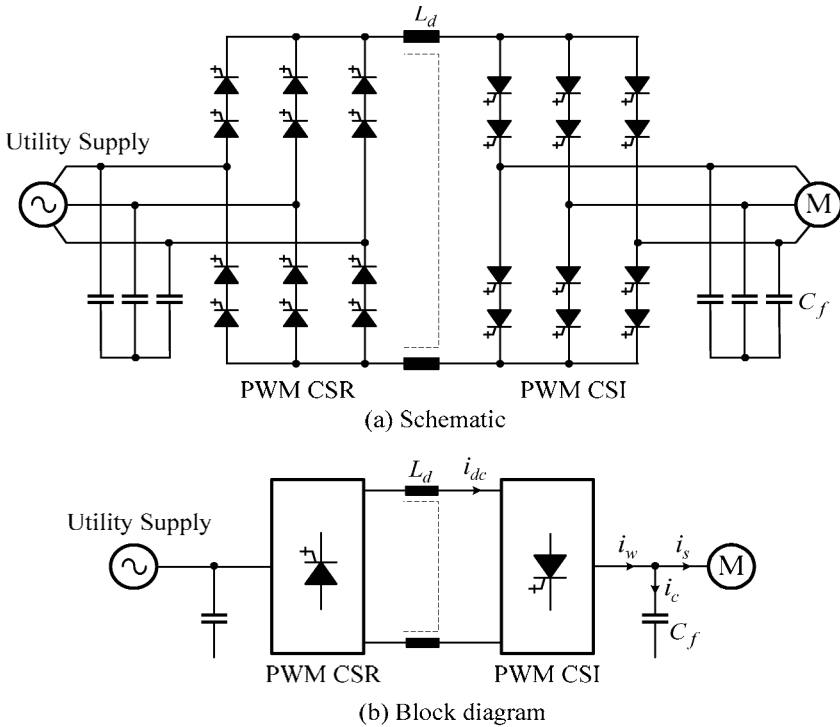 L_d
Utility Supply
M
C_f
PWM CSR
PWM CSI
(a) Schematic
L_d
i_dc
Utility Supply
i_w
i_s
M
i_c
C_f
PWM CSR
PWM CSI
(b) Block diagram